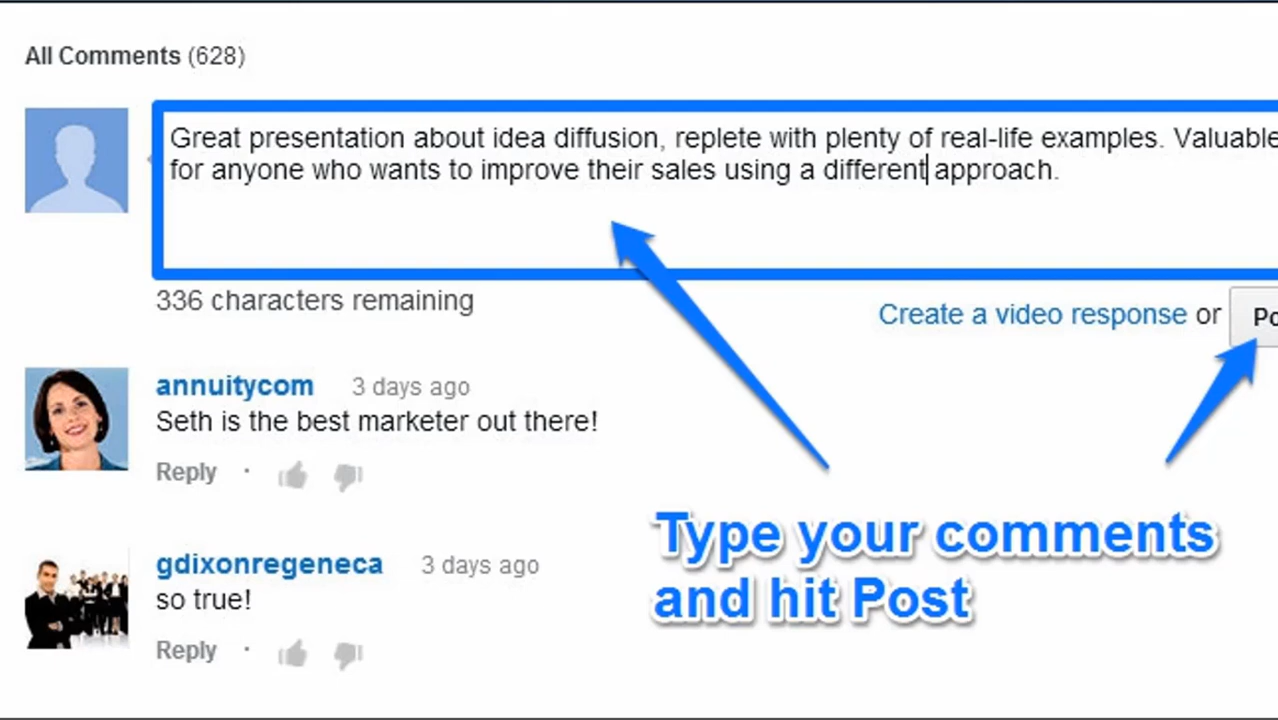 All Comments (628)
Great presentation about idea diffusion, replete with plenty of real-life examples. Valuable
for anyone who wants to improve their sales using a different approach.
336 characters remaining
Create a video response or Po
annuitycom 3 days ago
Seth is the best marketer out there!
Reply ·
gdixonregeneca 3 days ago
so true!
Reply ·
Type your comments
and hit Post